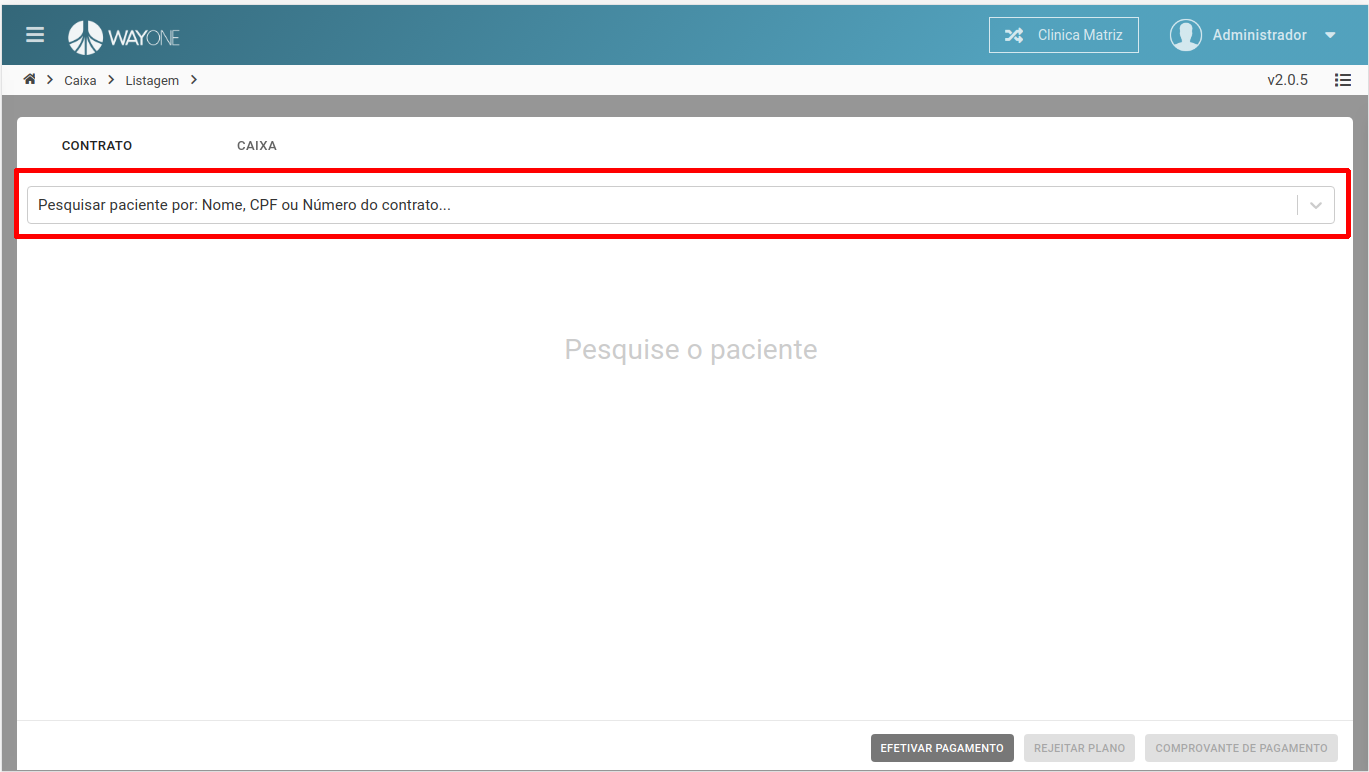 WAYONE
Clinica Matriz
Administrador
Caixa
Listagem
v2.0.5
CONTRATO
CAIXA
Pesquisar paciente por: Nome, CPF ou Número do contrato...
Pesquise o paciente
EFETIVAR PAGAMENTO
REJEITAR PLANO
COMPROVANTE DE PAGAMENTO